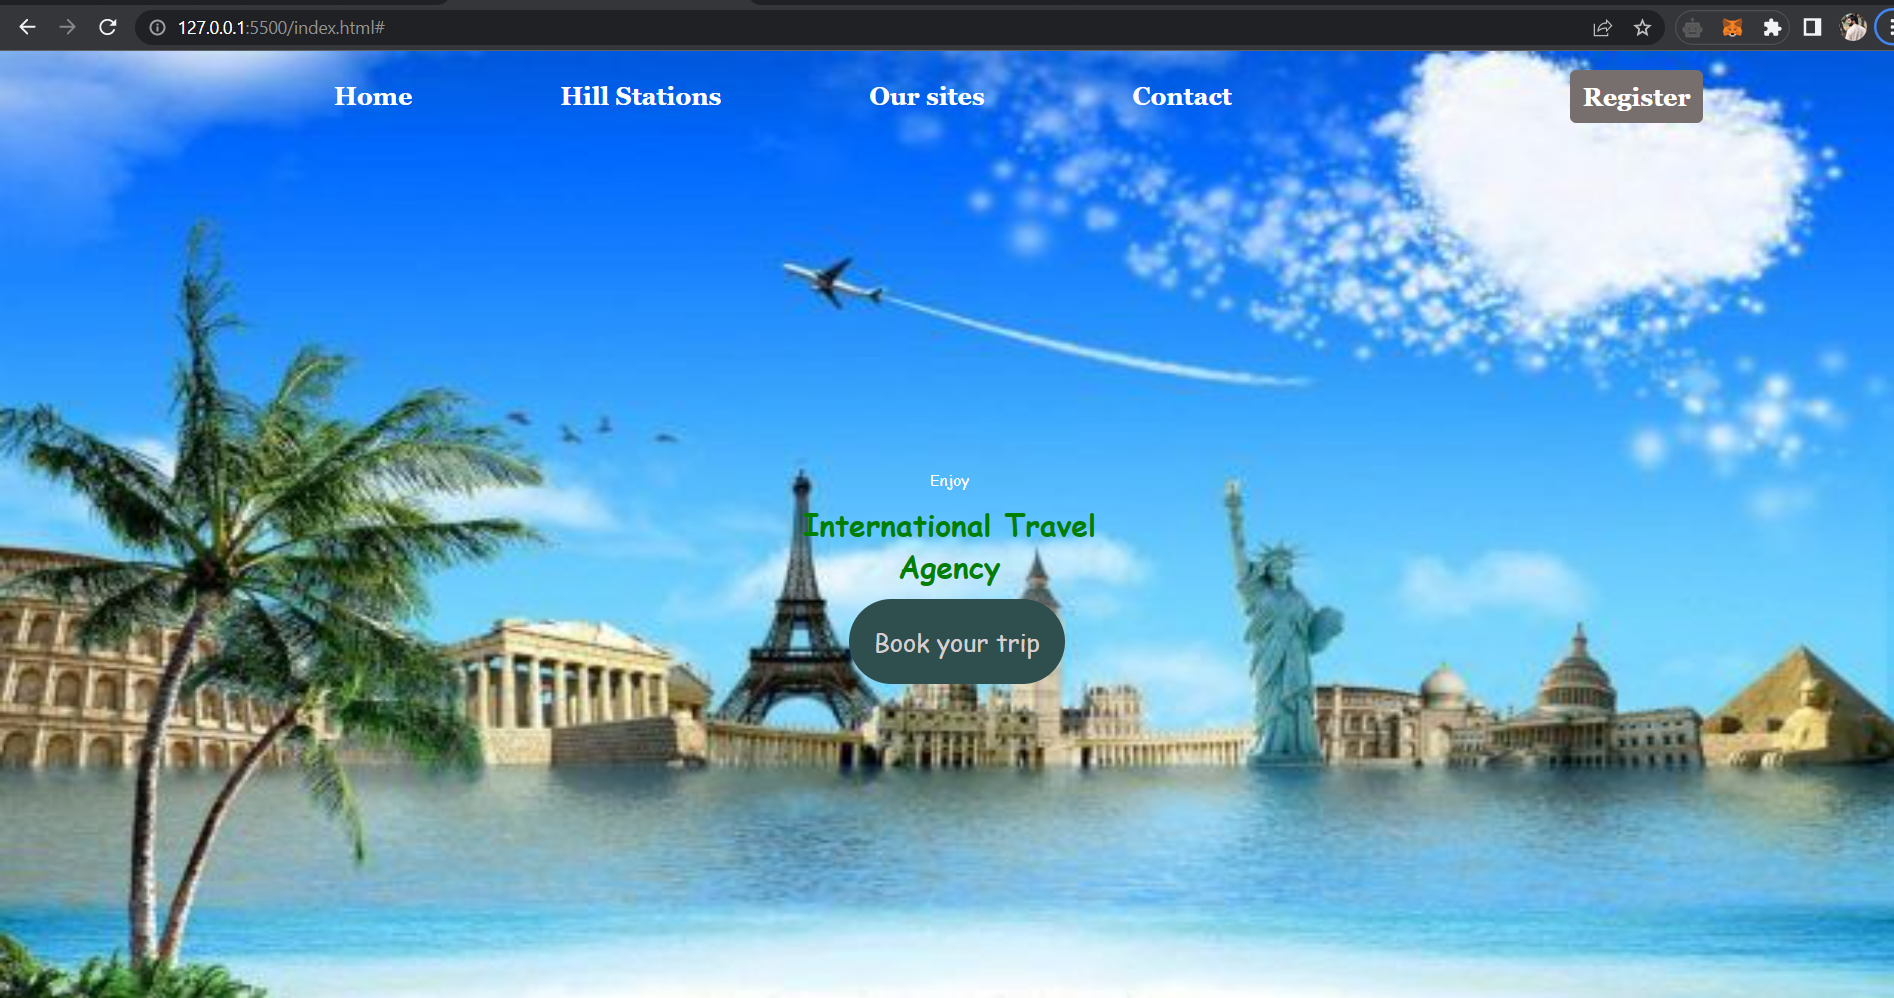 127.0.0.1:5500/index.html#
Home Hill Stations Our sites Contact Register
Enjoy
International Travel
Agency
Book your trip